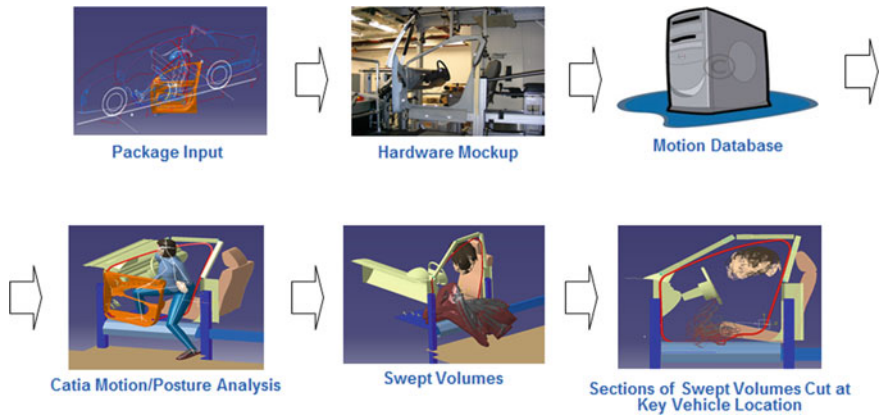 Package Input
Hardware Mockup
Motion Database
Catia Motion/Posture Analysis
Swept Volumes
Sections of Swept Volumes Cut at
Key Vehicle Location